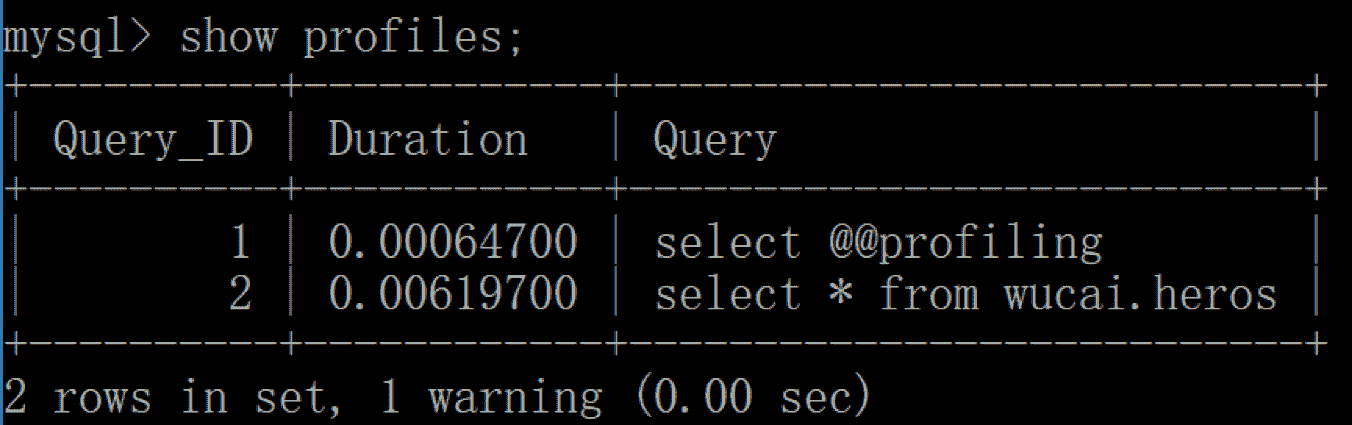 mysql> show profiles;
+----------+------------+---------------------------+
| Query_ID | Duration   | Query                     |
+----------+------------+---------------------------+
|        1 | 0.00064700 | select @@profiling        |
|        2 | 0.00619700 | select * from wucai.heros |
+----------+------------+---------------------------+
2 rows in set, 1 warning (0.00 sec)